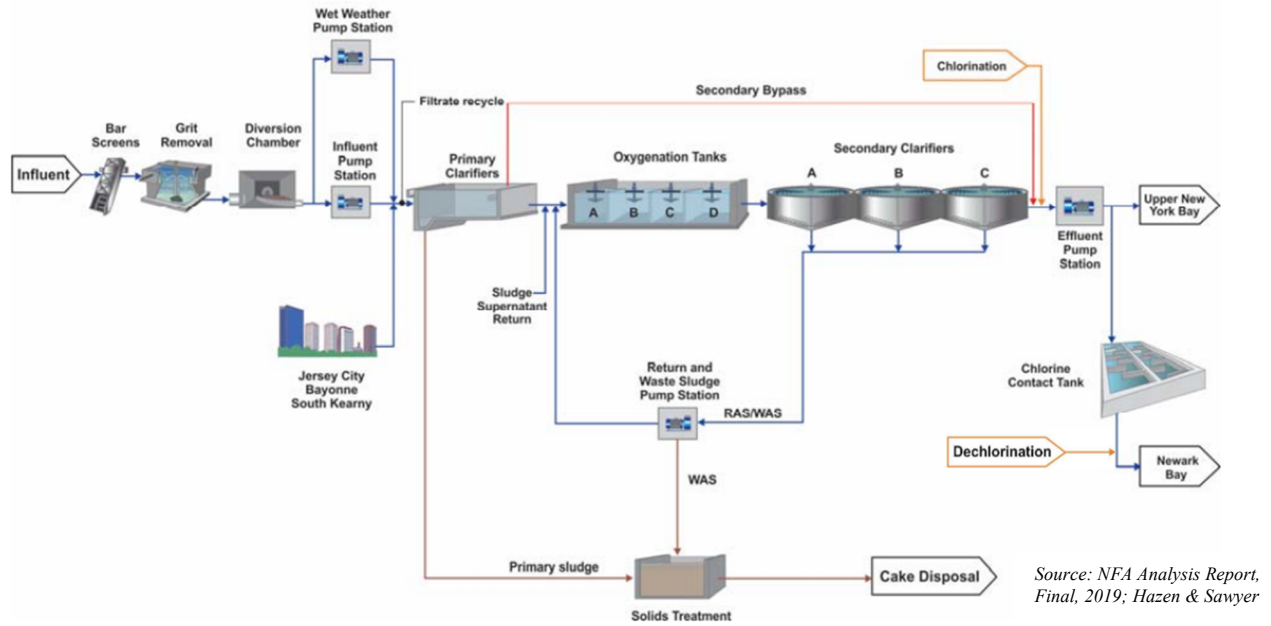 Wet Weather
Pump Station
Chlorination
Secondary Bypass
Filtrate recycle
Bar
Screens
Grit
Removal
Diversion
Chamber
Influent
Pump
Station
Primary
Clarifiers
Oxygenation Tanks
Secondary Clarifiers
A
B
C
Influent
A
B
C
D
Upper New
York Bay
Effluent
Pump
Station
Sludge
Supernatant
Return
Jersey City
Bayonne
South Kearny
Return and
Waste Sludge
Pump Station
RAS/WAS
Chlorine
Contact Tank
Dechlorination
Newark
Bay
WAS
Primary sludge
Cake Disposal
Solids Treatment
Source: NFA Analysis Report,
Final, 2019; Hazen & Sawyer